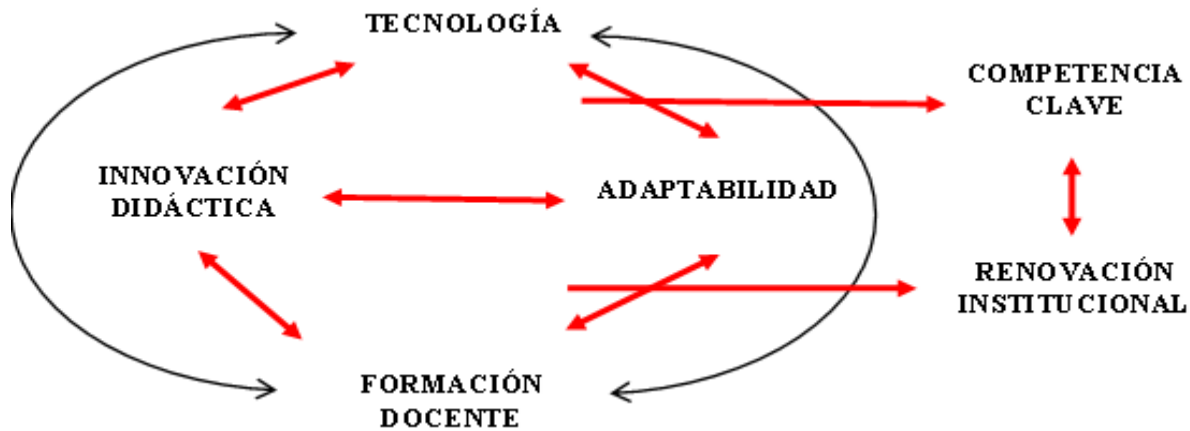 TECNOLOGÍA
COMPETENCIA
CLAVE
INNOVACIÓN
DIDÁCTICA
ADAPTABILIDAD
RENOVACIÓN
INSTITUCIONAL
FORMACIÓN
DOCENTE